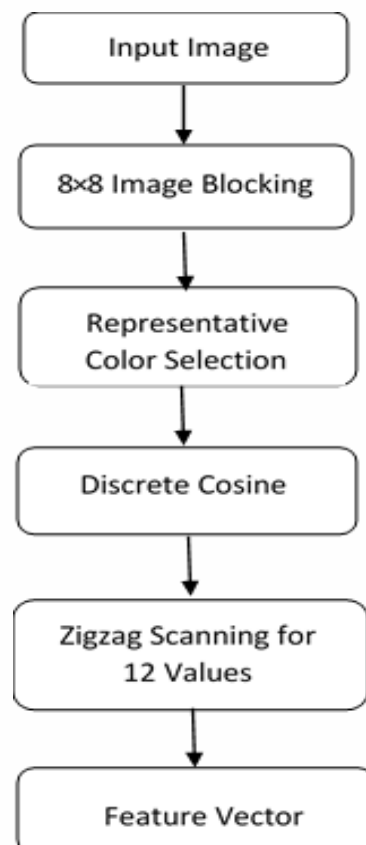 Input Image
8×8 Image Blocking
Representative
Color Selection
Discrete Cosine
Zigzag Scanning for
12 Values
Feature Vector